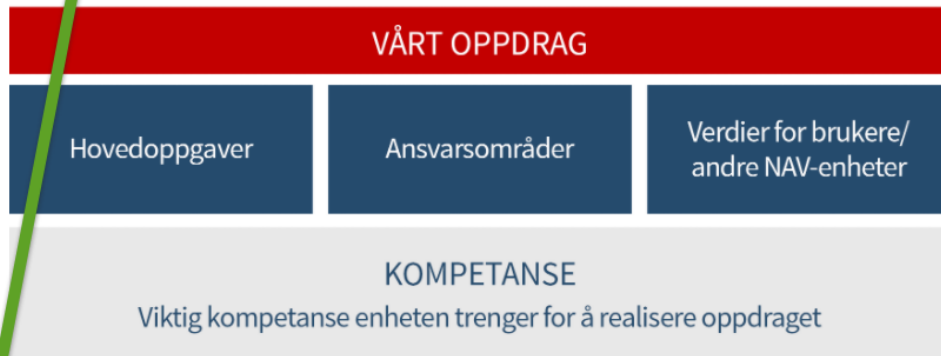 VÅRT OPPDRAG
Hovedoppgaver
Ansvarsområder
Verdier for brukere/
andre NAV-enheter
KOMPETANSE
Viktig kompetanse enheten trenger for å realisere oppdraget